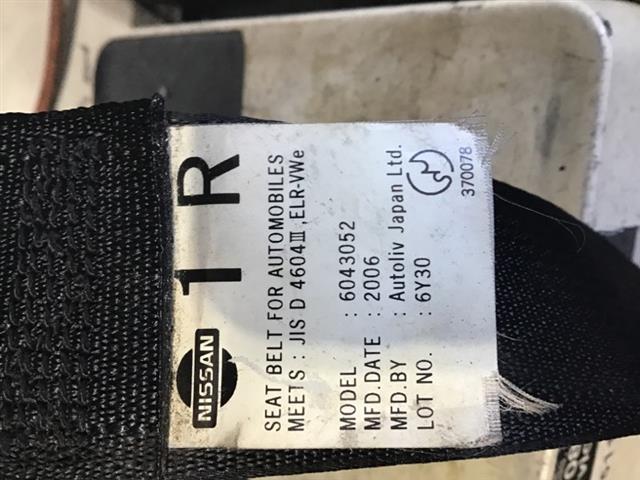 NISSAN
1 R
SEAT BELT FOR AUTOMOBILES
MEETS : JIS D 4604Ⅲ ,ELR-VWe
MODEL : 6043052
MFD.DATE : 2006
MFD.BY : Autoliv Japan Ltd.
LOT NO. : 6Y30
370078